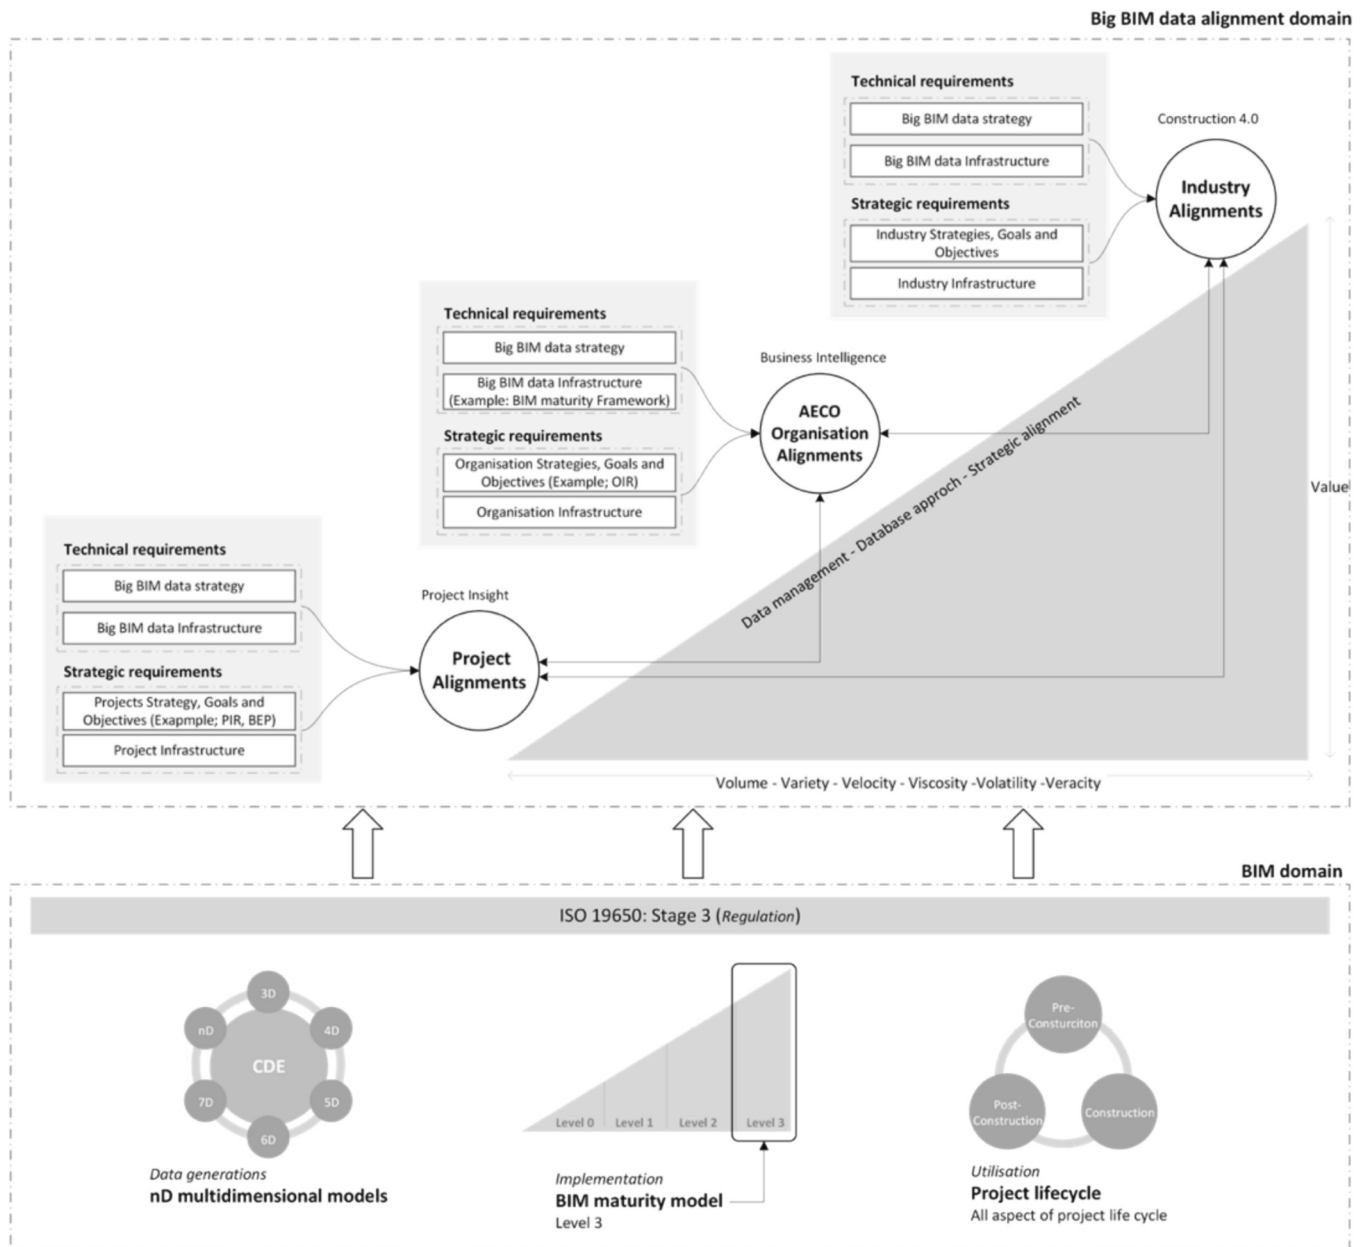 Big BIM data alignment domain
Technical requirements
Big BIM data strategy
Big BIM data Infrastructure
Strategic requirements
Industry Strategies, Goals and
Objectives
Industry Infrastructure
Construction 4.0
Industry
Alignments
Technical requirements
Big BIM data strategy
Big BIM data Infrastructure
(Example: BIM maturity Framework)
Strategic requirements
Organisation Strategies, Goals and
Objectives (Example; OIR)
Organisation Infrastructure
Business Intelligence
AECO
Organisation
Alignments
Technical requirements
Big BIM data strategy
Big BIM data Infrastructure
Strategic requirements
Projects Strategy, Goals and
Objectives (Exapmple; PIR, BEP)
Project Infrastructure
Project Insight
Project
Alignments
Data management - Database approch - Strategic alignment
Value
Volume - Variety - Velocity - Viscosity -Volatility -Veracity
BIM domain
ISO 19650: Stage 3 (Regulation)
3D
4D
5D
6D
7D
nD
CDE
Data generations
nD multidimensional models
Level 0
Level 1
Level 2
Level 3
Implementation
BIM maturity model
Level 3
Pre-
Consturciton
Post-
Construction
Construction
Utilisation
Project lifecycle
All aspect of project life cycle